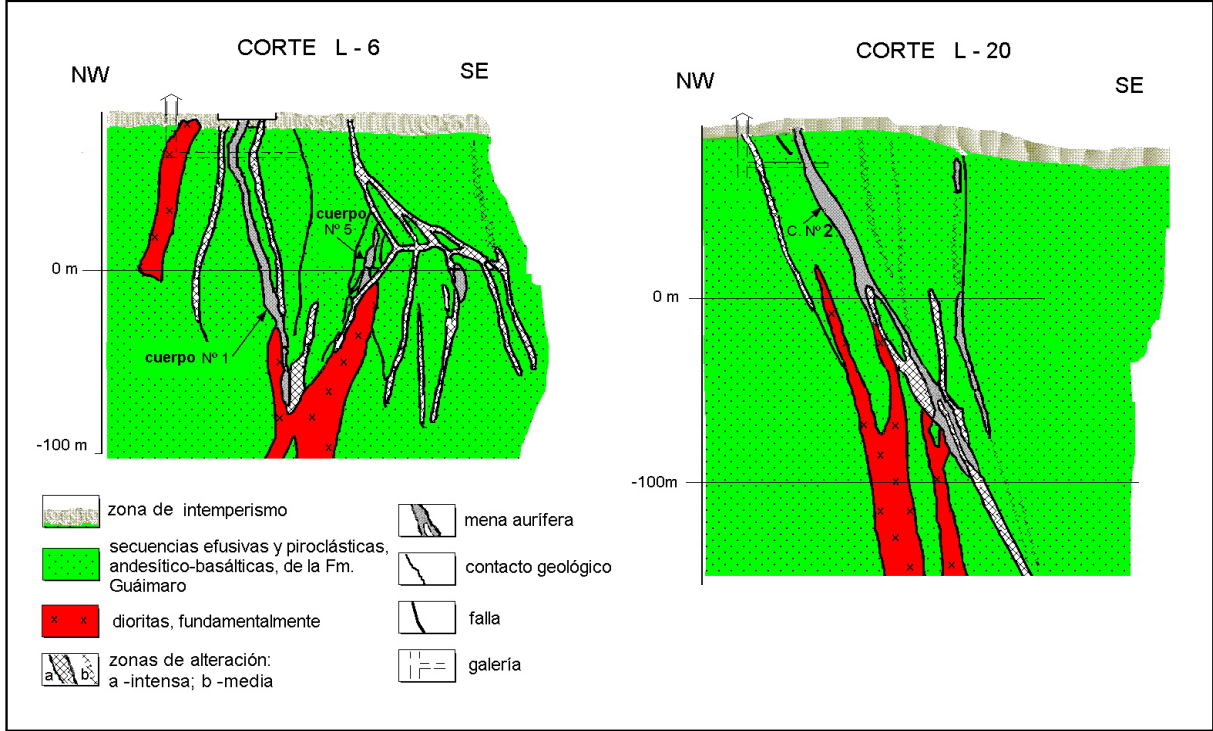 CORTE L - 6
NW
SE
cuerpo
Nº 5
0 m
cuerpo Nº 1
-100 m
CORTE L - 20
NW
SE
C. Nº 2
0 m
-100m
zona de intemperismo
secuencias efusivas y piroclásticas,
andesítico-basálticas, de la Fm.
Guáimaro
x x
dioritas, fundamentalmente
a b
zonas de alteración:
a -intensa; b -media
mena aurífera
contacto geológico
falla
galería